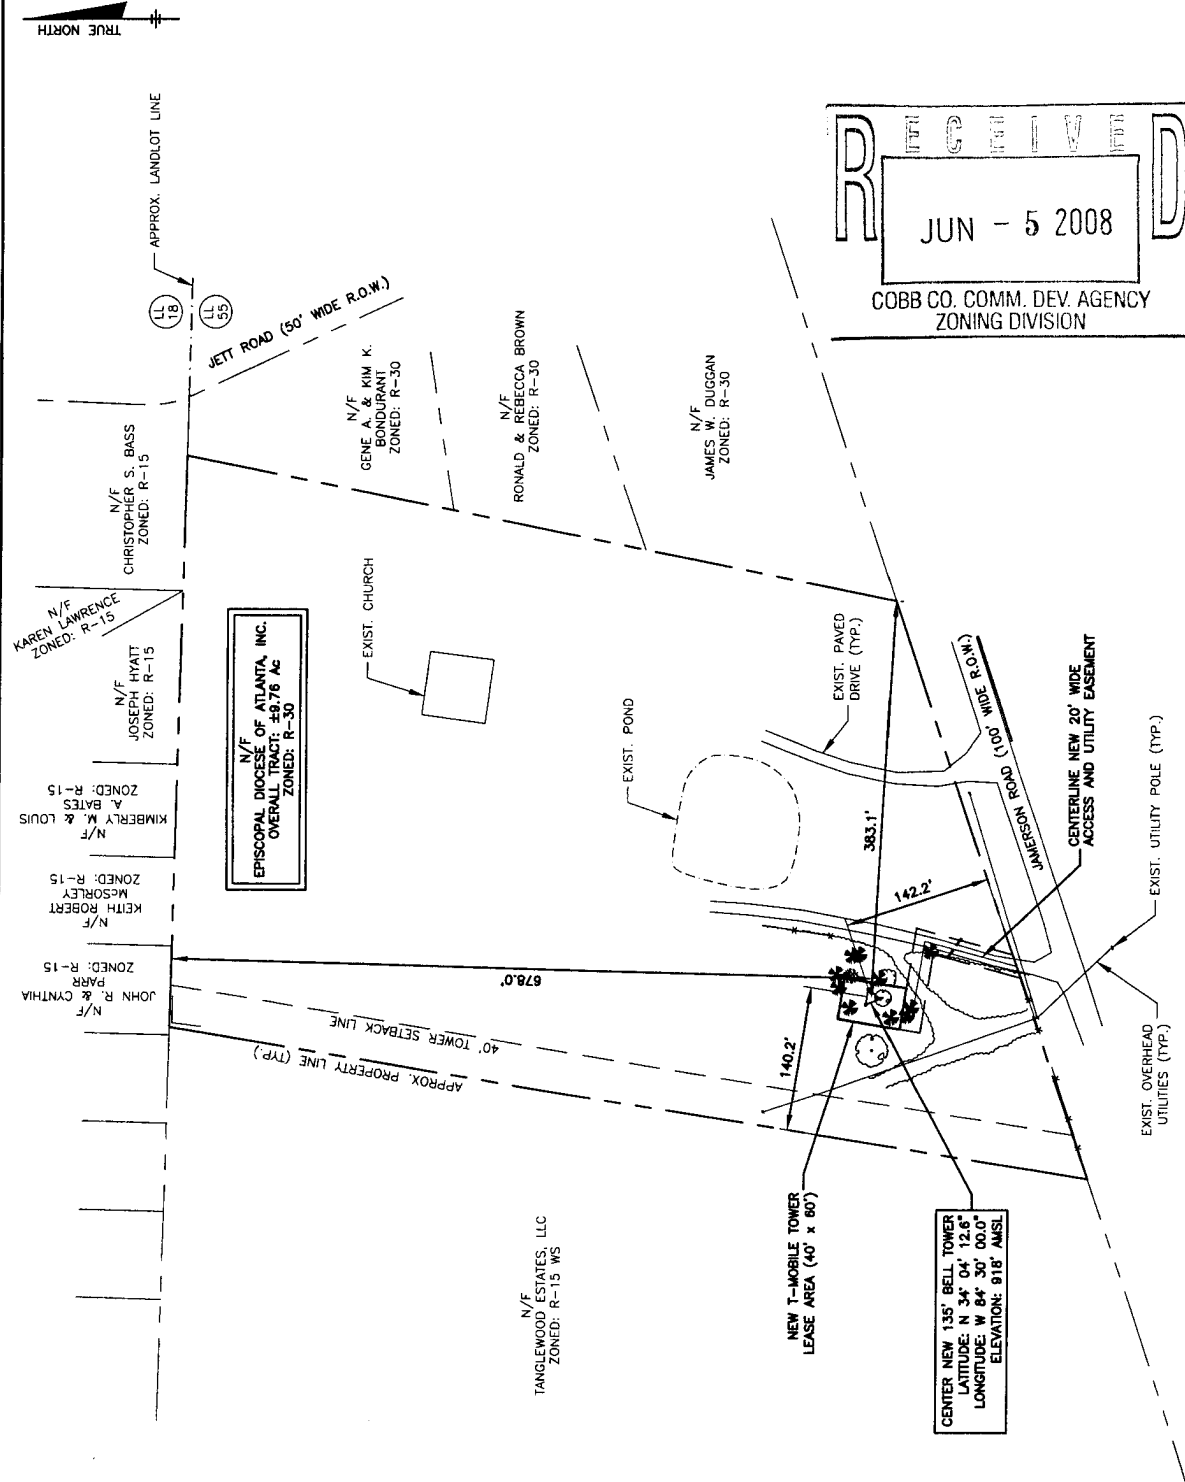 TRUE NORTH
APPROX. LANDLOT LINE
LL
18
LL
55
JETT ROAD (50' WIDE R.O.W.)
RECEIVED
JUN - 5 2008
COBB CO. COMM. DEV. AGENCY
ZONING DIVISION
N/F
CHRISTOPHER S. BASS
ZONED: R-15
N/F
KAREN LAWRENCE
ZONED: R-15
N/F
JOSEPH HYATT
ZONED: R-15
N/F
KIMBERLY M. & LOUIS
A. BATES
ZONED: R-15
N/F
KEITH ROBERT
McSORLEY
ZONED: R-15
N/F
JOHN R. & CYNTHIA
PARR
ZONED: R-15
N/F
GENE A. & KIM K.
BONDURANT
ZONED: R-30
N/F
RONALD & REBECCA BROWN
ZONED: R-30
N/F
JAMES W. DUGGAN
ZONED: R-30
N/F
EPISCOPAL DIOCESE OF ATLANTA, INC.
OVERALL TRACT: ±9.76 Ac
ZONED: R-30
EXIST. CHURCH
EXIST. POND
EXIST. PAVED
DRIVE (TYP.)
678.0'
40' TOWER SETBACK LINE
APPROX. PROPERTY LINE (TYP.)
383.1'
142.2'
140.2'
JAMERSON ROAD (100' WIDE R.O.W.)
CENTERLINE NEW 20' WIDE
ACCESS AND UTILITY EASEMENT
EXIST. UTILITY POLE (TYP.)
EXIST. OVERHEAD
UTILITIES (TYP.)
N/F
TANGLEWOOD ESTATES, LLC
ZONED: R-15 WS
NEW T-MOBILE TOWER
LEASE AREA (40' x 60')
CENTER NEW 135' BELL TOWER
LATITUDE: N 34° 04' 12.6"
LONGITUDE: W 84° 30' 00.0"
ELEVATION: 918' AMSL